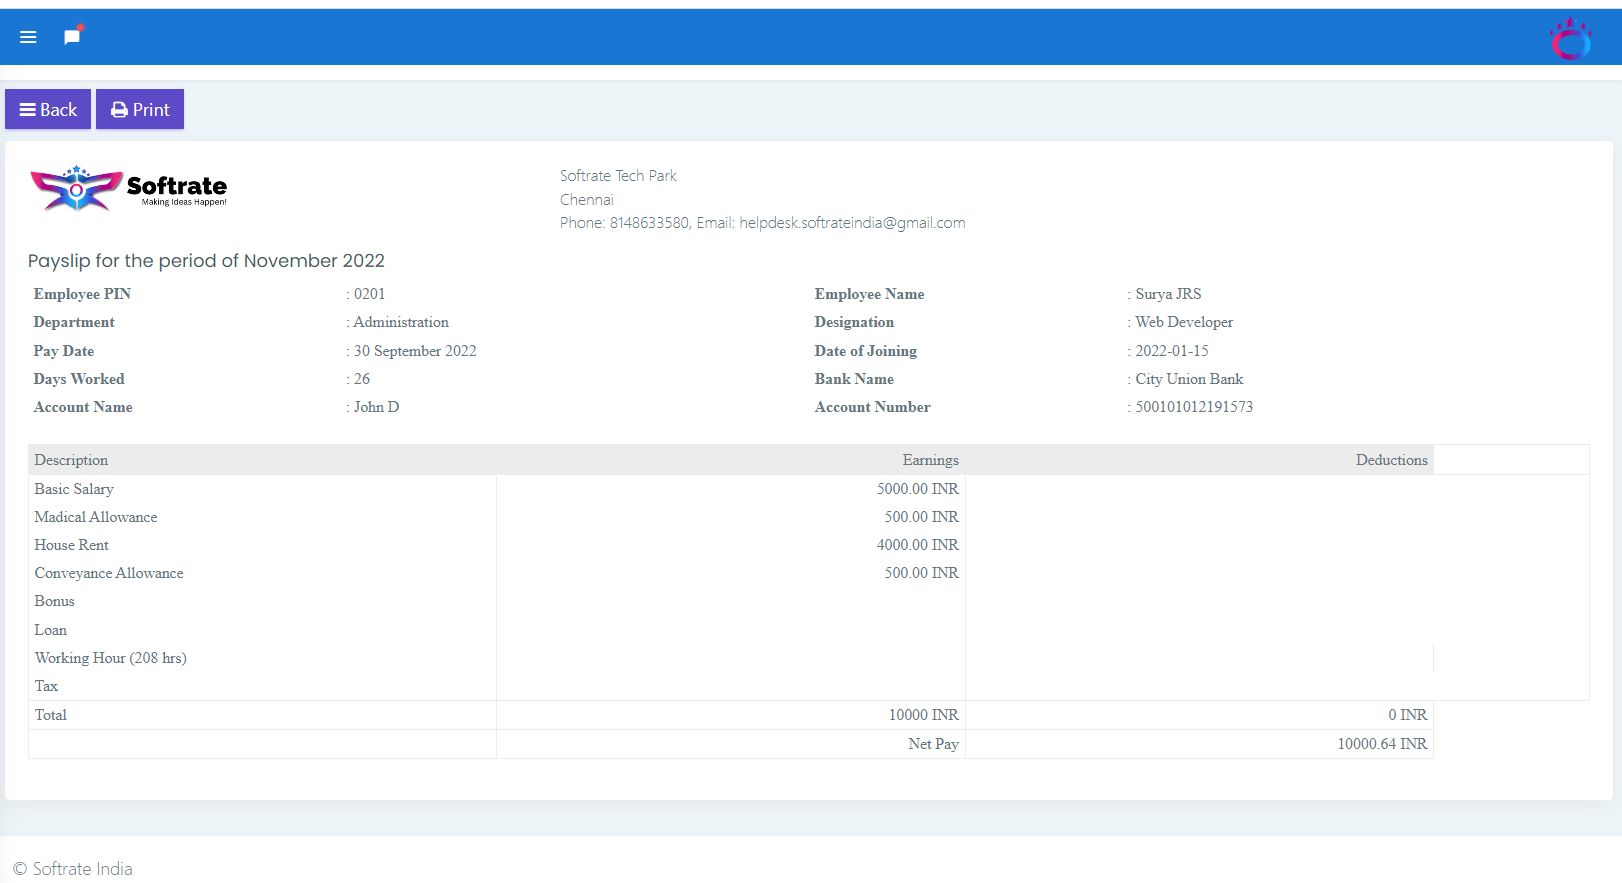 Back Print
Softrate
Making Ideas Happen!
Softrate Tech Park
Chennai
Phone: 8148633580, Email: helpdesk.softrateindia@gmail.com
Payslip for the period of November 2022
Employee PIN : 0201 Employee Name : Surya JRS
Department : Administration Designation : Web Developer
Pay Date : 30 September 2022 Date of Joining : 2022-01-15
Days Worked : 26 Bank Name : City Union Bank
Account Name : John D Account Number : 500101012191573
Description Earnings Deductions
Basic Salary 5000.00 INR
Madical Allowance 500.00 INR
House Rent 4000.00 INR
Conveyance Allowance 500.00 INR
Bonus
Loan
Working Hour (208 hrs)
Tax
Total 10000 INR 0 INR
Net Pay 10000.64 INR
© Softrate India